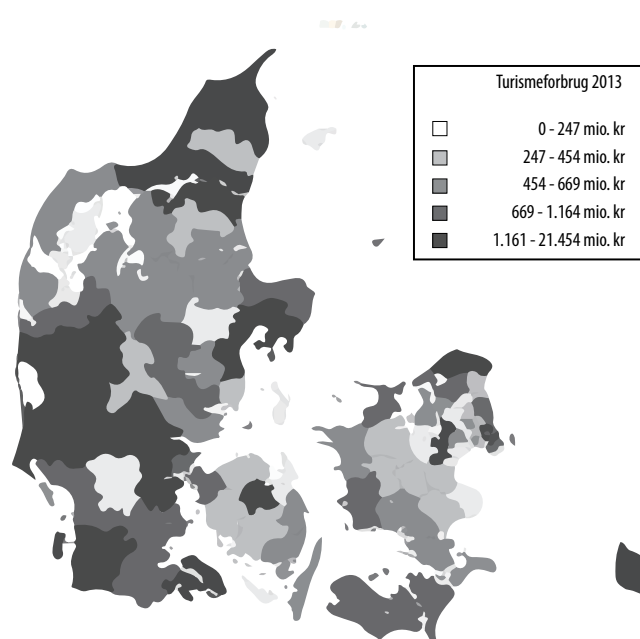 Turismeforbrug 2013
0 - 247 mio. kr
247 - 454 mio. kr
454 - 669 mio. kr
669 - 1.164 mio. kr
1.161 - 21.454 mio. kr